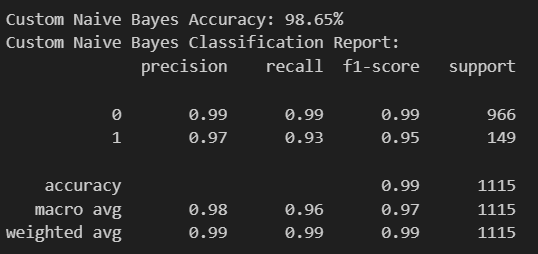 Custom Naive Bayes Accuracy: 98.65%
Custom Naive Bayes Classification Report:
precision recall f1-score support
0 0.99 0.99 0.99 966
1 0.97 0.93 0.95 149
accuracy 0.99 1115
macro avg 0.98 0.96 0.97 1115
weighted avg 0.99 0.99 0.99 1115